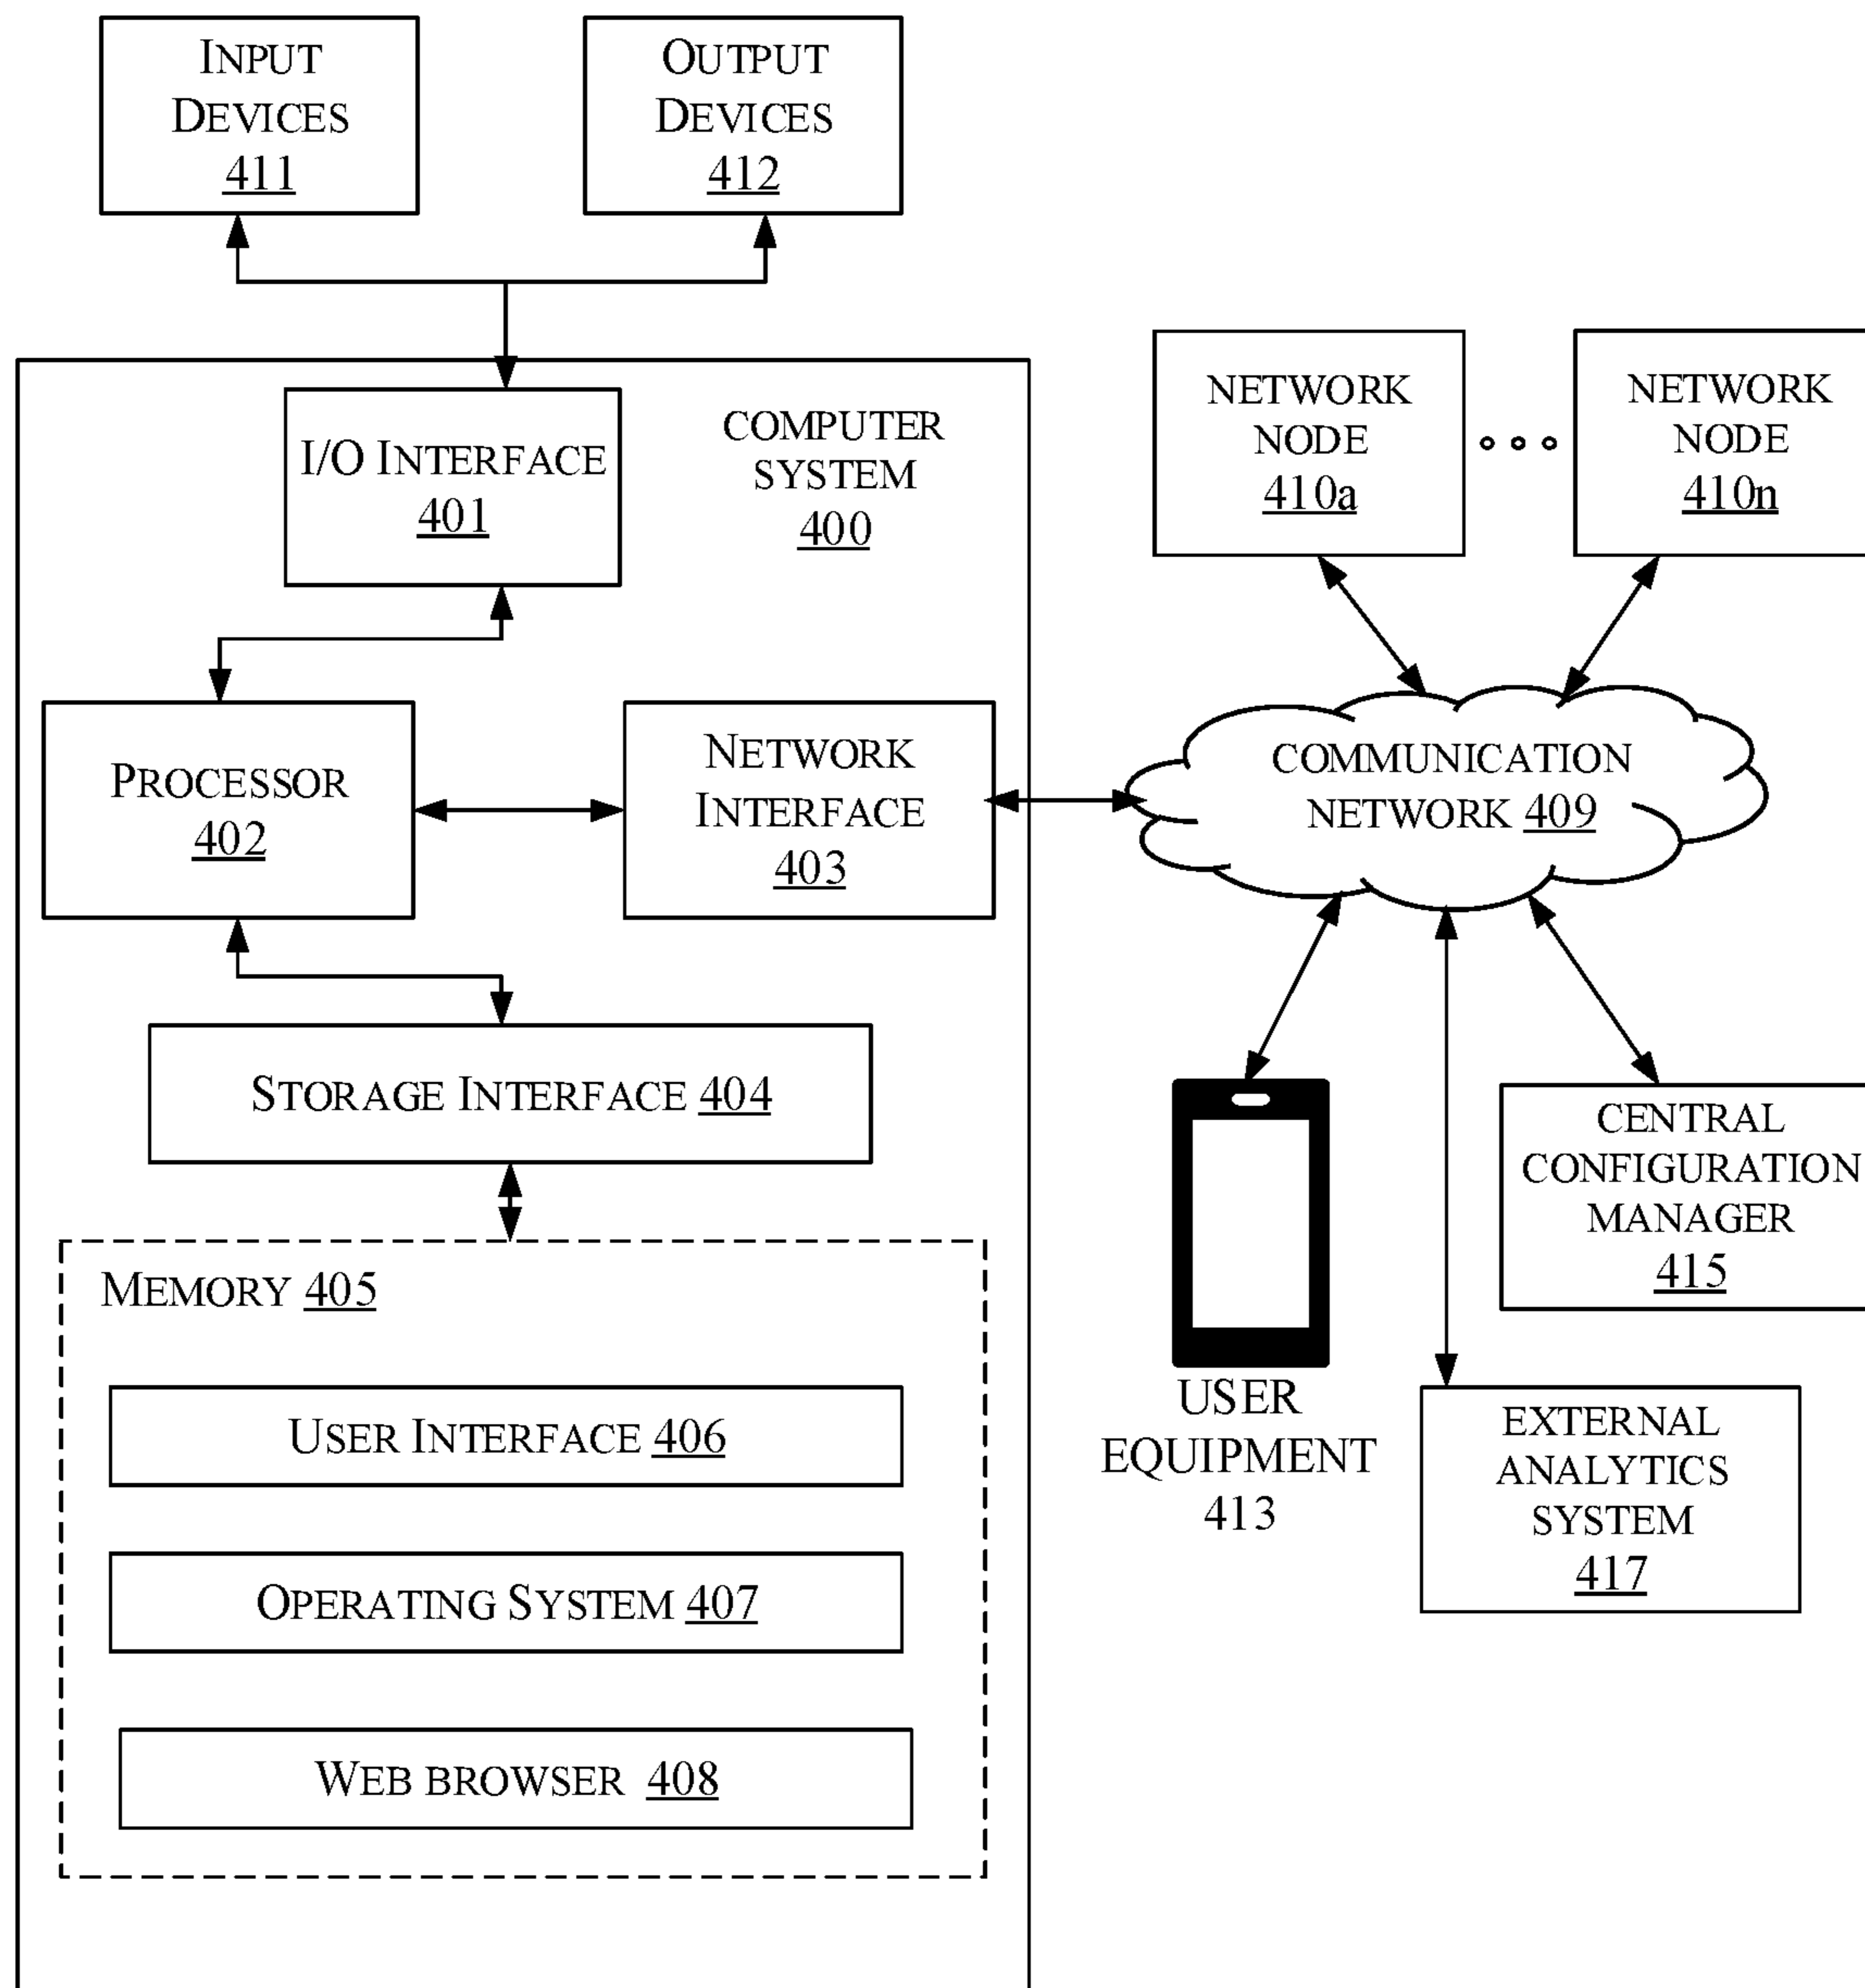 INPUT
DEVICES
411
OUTPUT
DEVICES
412
I/O INTERFACE
401
COMPUTER
SYSTEM
400
NETWORK
NODE
410a
NETWORK
NODE
410n
PROCESSOR
402
NETWORK
INTERFACE
403
COMMUNICATION
NETWORK 409
STORAGE INTERFACE 404
MEMORY 405
USER INTERFACE 406
OPERATING SYSTEM 407
WEB BROWSER 408
USER
EQUIPMENT
413
CENTRAL
CONFIGURATION
MANAGER
415
EXTERNAL
ANALYTICS
SYSTEM
417